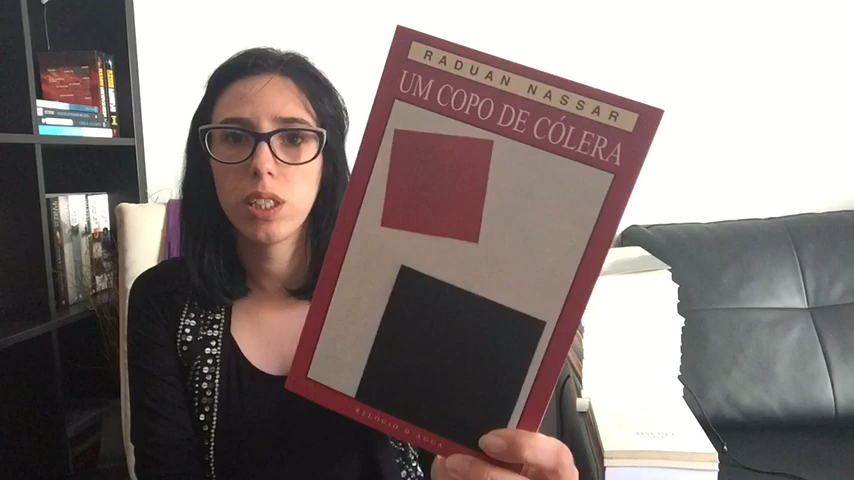 RADUAN NASSAR
UM COPO DE CÓLERA
RELÓGIO D'ÁGUA